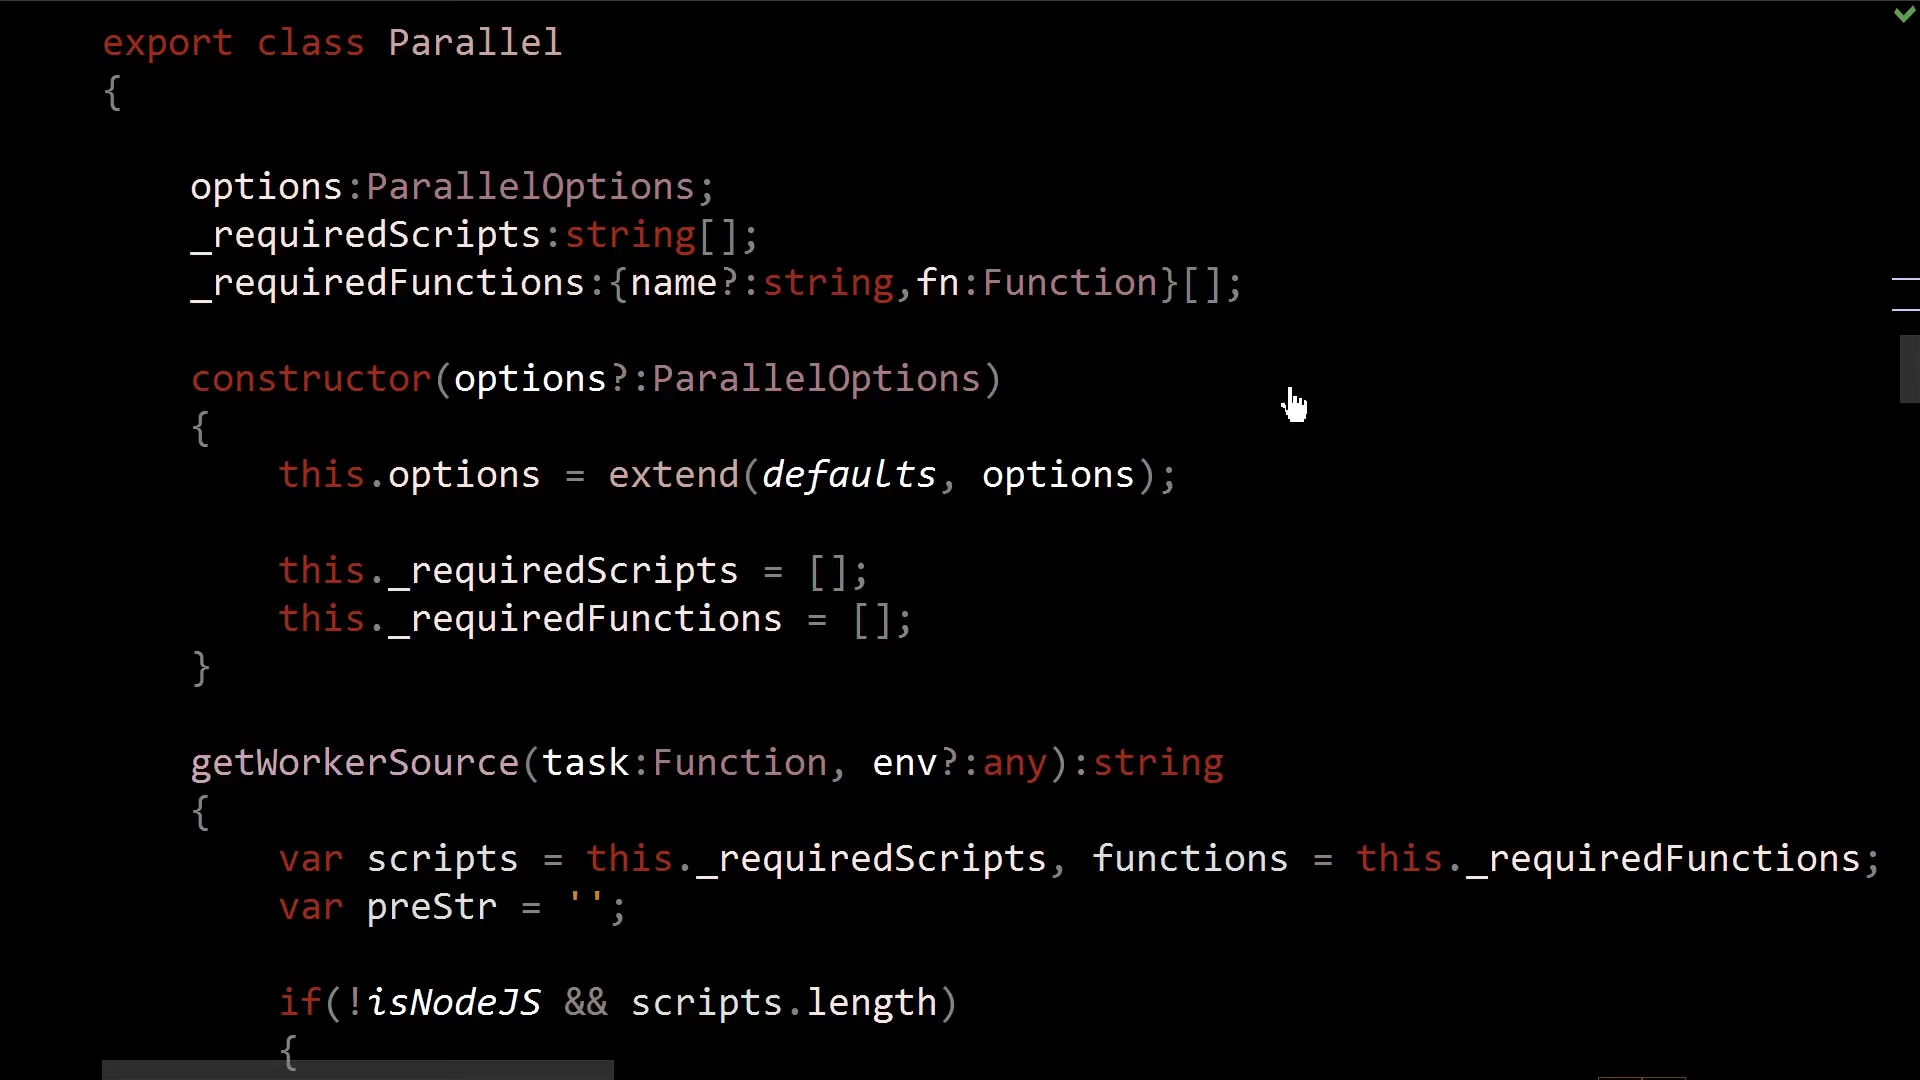 export class Parallel
{
options:ParallelOptions;
_requiredScripts:string[];
_requiredFunctions:{name?:string,fn:Function}[];
constructor(options?:ParallelOptions)
{
this.options = extend(defaults, options);
this._requiredScripts = [];
this._requiredFunctions = [];
}
getWorkerSource(task:Function, env?:any):string
{
var scripts = this._requiredScripts, functions = this._requiredFunctions;
var preStr = '';
if(!isNodeJS && scripts.length)
{